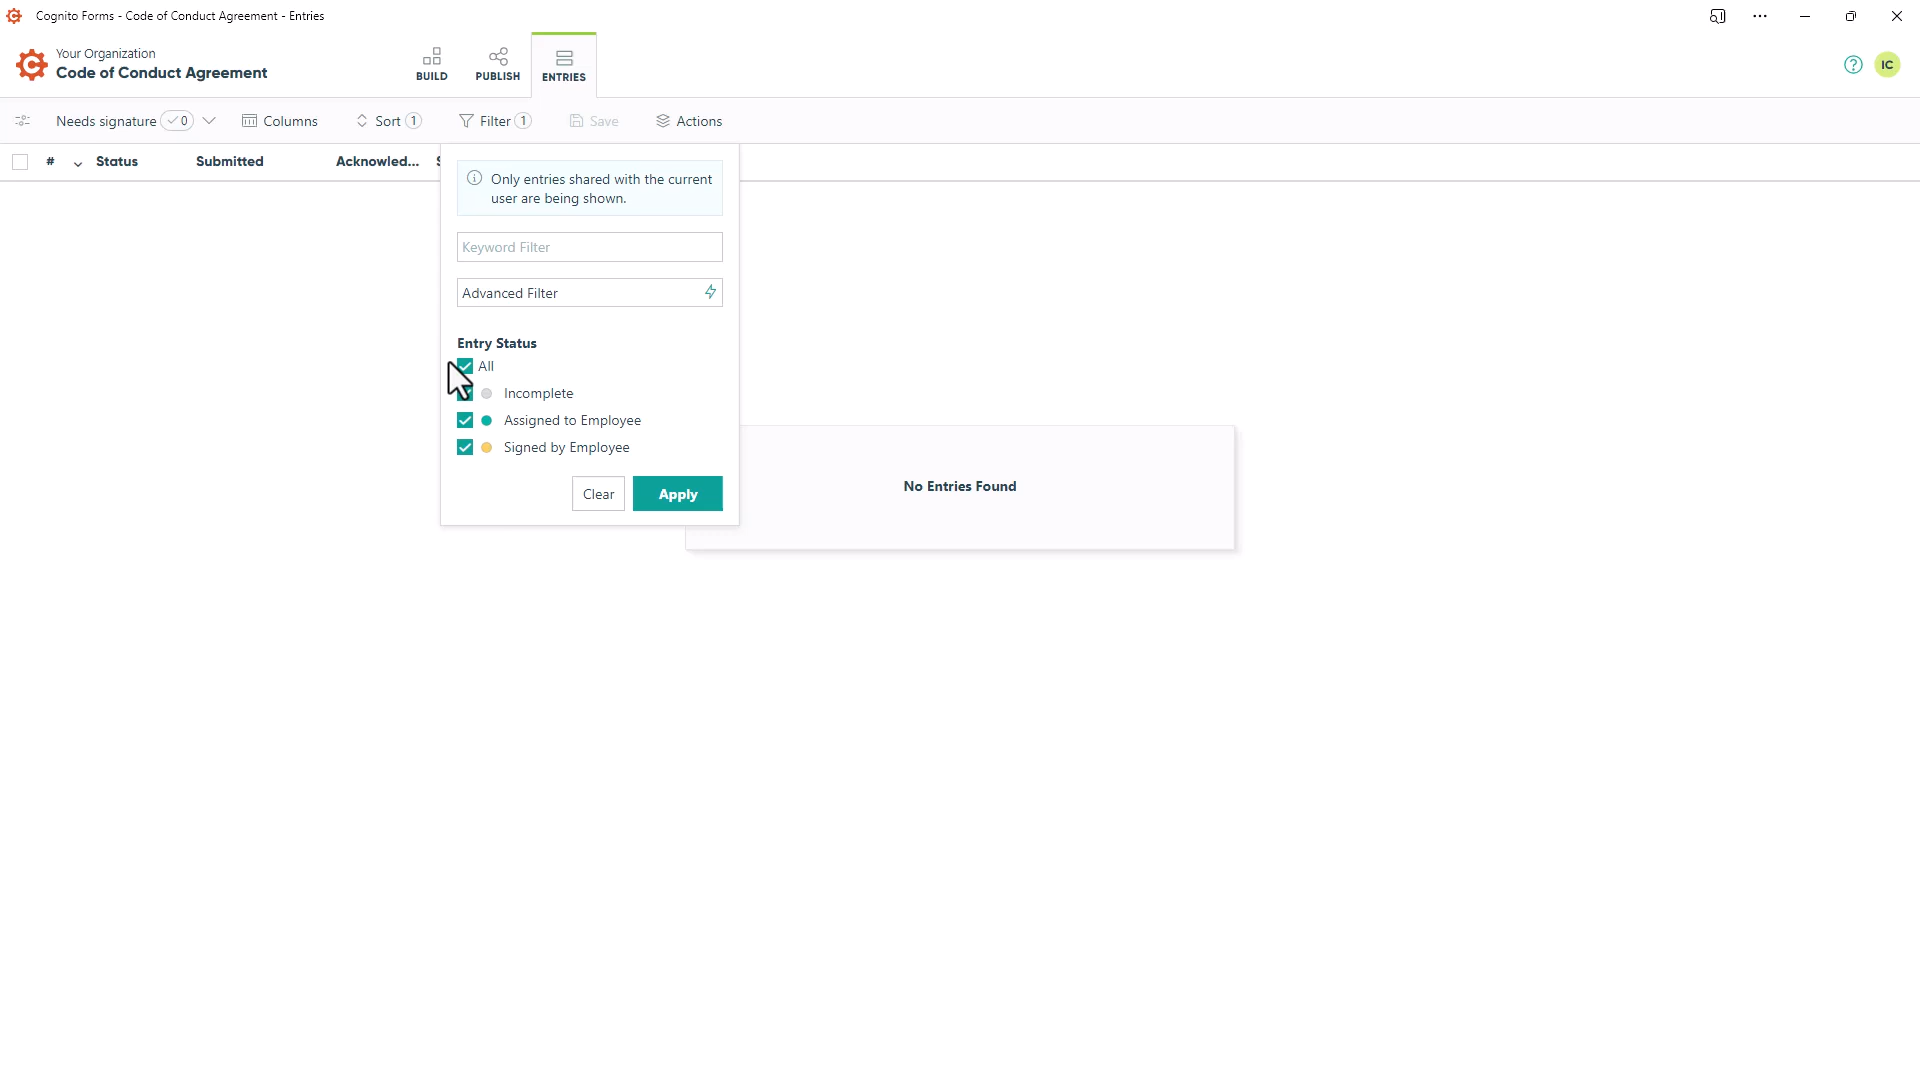 Cognito Forms - Code of Conduct Agreement - Entries
Your Organization
Code of Conduct Agreement
BUILD
PUBLISH
ENTRIES
IC
Needs signature 0
Columns
Sort 1
Filter 1
Save
Actions
# Status Submitted Acknowled...
Only entries shared with the current
user are being shown.
Keyword Filter
Advanced Filter
Entry Status
All
Incomplete
Assigned to Employee
Signed by Employee
Clear
Apply
No Entries Found